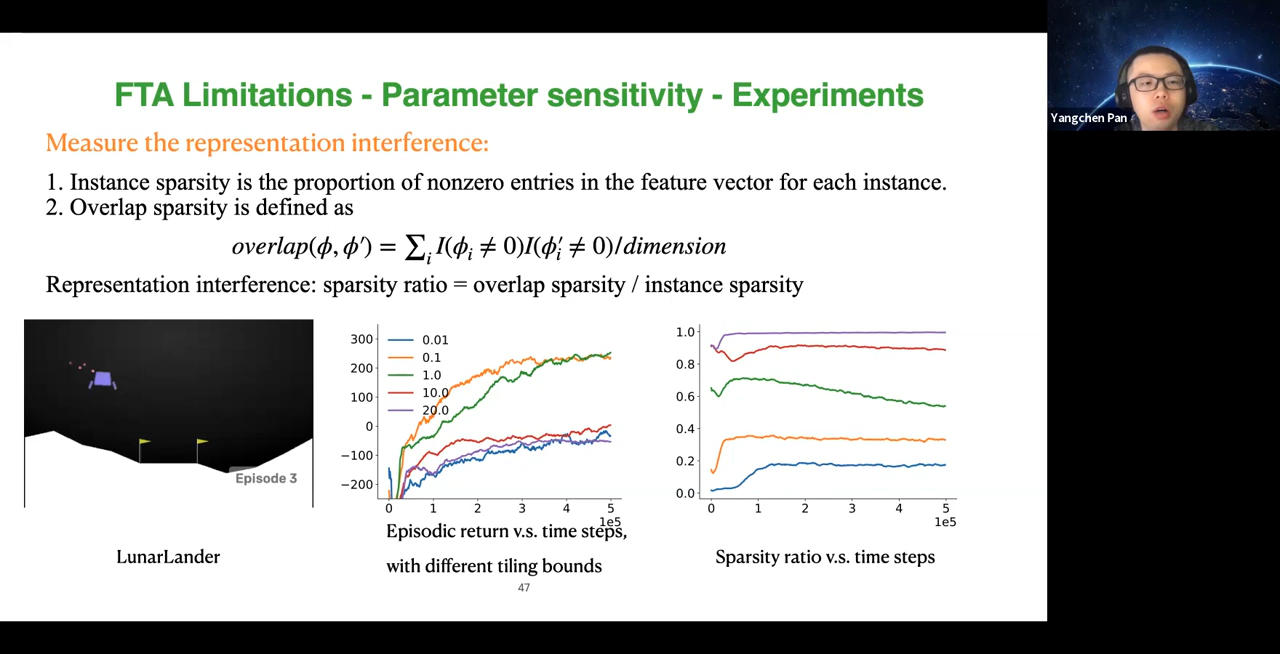 FTA Limitations - Parameter sensitivity - Experiments
Measure the representation interference:
1. Instance sparsity is the proportion of nonzero entries in the feature vector for each instance.
2. Overlap sparsity is defined as
overlap(ϕ, ϕ′) = ∑ᵢ I(ϕᵢ ≠ 0)I(ϕ′ᵢ ≠ 0)/dimension
Representation interference: sparsity ratio = overlap sparsity / instance sparsity
Episode 3
LunarLander
300
200
100
0
−100
−200
0.01
0.1
1.0
10.0
20.0
0 1 2 3 4 5
1e5
Episodic return v.s. time steps,
with different tiling bounds
1.0
0.8
0.6
0.4
0.2
0.0
0 1 2 3 4 5
1e5
Sparsity ratio v.s. time steps
47
Yangchen Pan